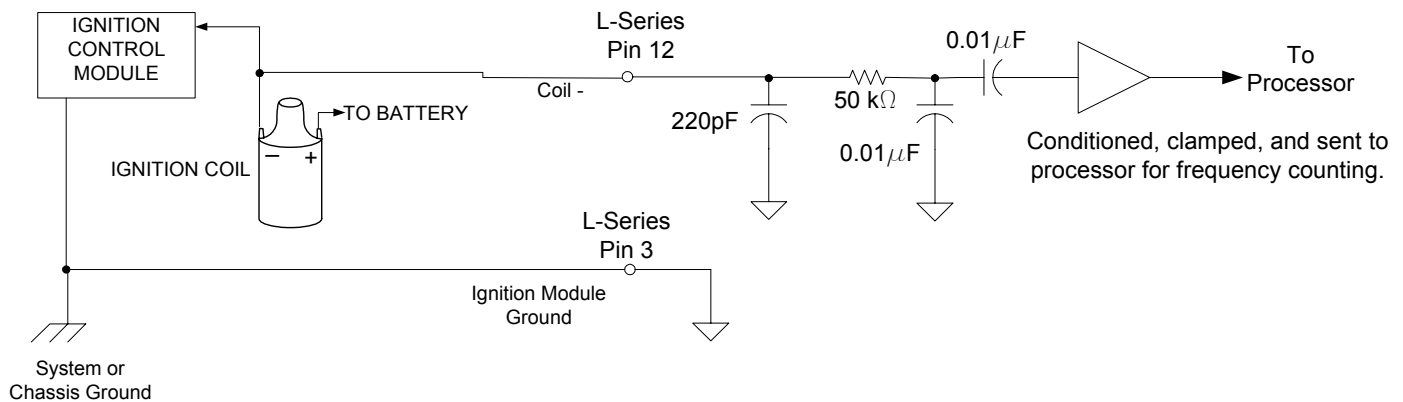 IGNITION
CONTROL
MODULE
L-Series
Pin 12
Coil -
TO BATTERY
− +
IGNITION COIL
220pF
50 kΩ
0.01μF
0.01μF
To
Processor
Conditioned, clamped, and sent to
processor for frequency counting.
L-Series
Pin 3
Ignition Module
Ground
System or
Chassis Ground